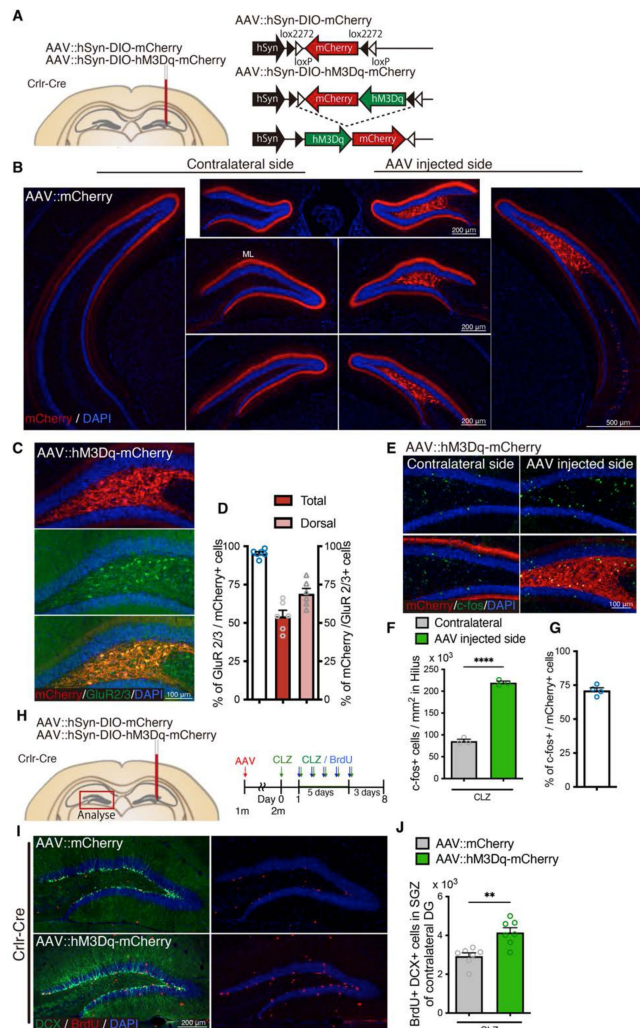 A
AAV::hSyn-DIO-mCherry
AAV::hSyn-DIO-hM3Dq-mCherry
Crlr-Cre
AAV::hSyn-DIO-mCherry
lox2272 lox2272
hSyn mCherry
loxP loxP
AAV::hSyn-DIO-hM3Dq-mCherry
hSyn mCherry hM3Dq
hSyn hM3Dq mCherry
Contralateral side AAV injected side
B
AAV::mCherry
200 µm
ML
200 µm
200 µm
mCherry / DAPI
500 µm
C
AAV::hM3Dq-mCherry
mCherry/GluR2/3/DAPI
100 µm
D
Total
Dorsal
% of GluR 2/3 / mCherry+ cells
100
75
50
25
0
100
75
50
25
0
% of mCherry /GluR 2/3+ cells
E
AAV::hM3Dq-mCherry
Contralateral side AAV injected side
mCherry/c-fos/DAPI
100 µm
Contralateral
AAV injected side
F
c-fos+ cells / mm² in Hilus
x 10³
300
200
100
0
****
CLZ
G
% of c-fos+ / mCherry+ cells
100
75
50
25
0
H
AAV::hSyn-DIO-mCherry
AAV::hSyn-DIO-hM3Dq-mCherry
Crlr-Cre
Analyse
AAV CLZ CLZ / BrdU
Day 0 1 5 days 3 days 8
1m 2m
I
Crlr-Cre
AAV::mCherry
AAV::hM3Dq-mCherry
DCX / BrdU / DAPI
200 µm
J
AAV::mCherry
AAV::hM3Dq-mCherry
BrdU+ DCX+ cells in SGZ
of contralateral DG
x 10³
6
4
2
0
**
CLZ